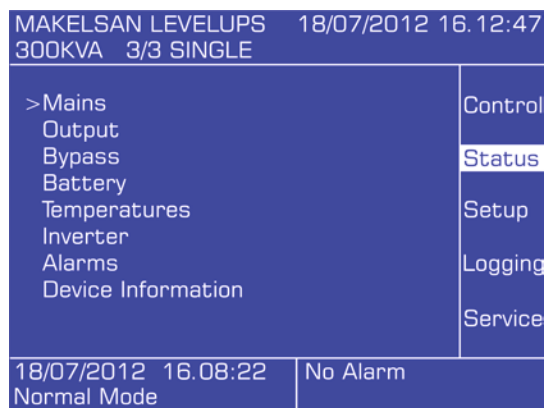 MAKELSAN LEVELUPS 18/07/2012 16.12:47
300KVA 3/3 SINGLE
>Mains
Output
Bypass
Battery
Temperatures
Inverter
Alarms
Device Information
Control
Status
Setup
Logging
Service
18/07/2012 16.08:22
Normal Mode
No Alarm